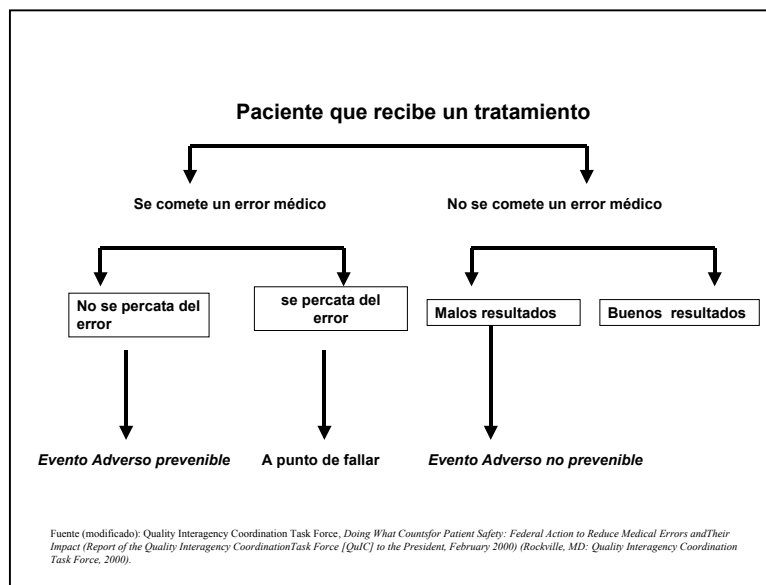 Paciente que recibe un tratamiento
Se comete un error médico
No se comete un error médico
No se percata del
error
se percata del
error
Malos resultados
Buenos resultados
Evento Adverso prevenible
A punto de fallar
Evento Adverso no prevenible
Fuente (modificado): Quality Interagency Coordination Task Force, Doing What Countsfor Patient Safety: Federal Action to Reduce Medical Errors andTheir
Impact (Report of the Quality Interagency CoordinationTask Force [QuIC] to the President, February 2000) (Rockville, MD: Quality Interagency Coordination
Task Force, 2000).